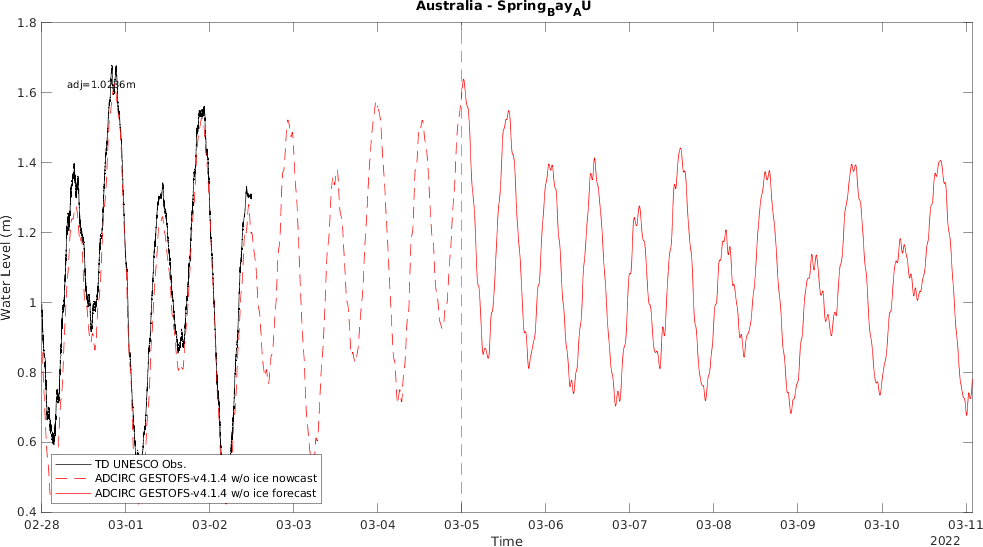 Australia - SpringBayAU
1.8
adj=1.0236m
1.6
1.4
1.2
1
0.8
0.6
0.4
Water Level (m)
TD UNESCO Obs.
ADCIRC GESTOFS-v4.1.4 w/o ice nowcast
ADCIRC GESTOFS-v4.1.4 w/o ice forecast
02-28 03-01 03-02 03-03 03-04 03-05 03-06 03-07 03-08 03-09 03-10 03-11
Time
2022